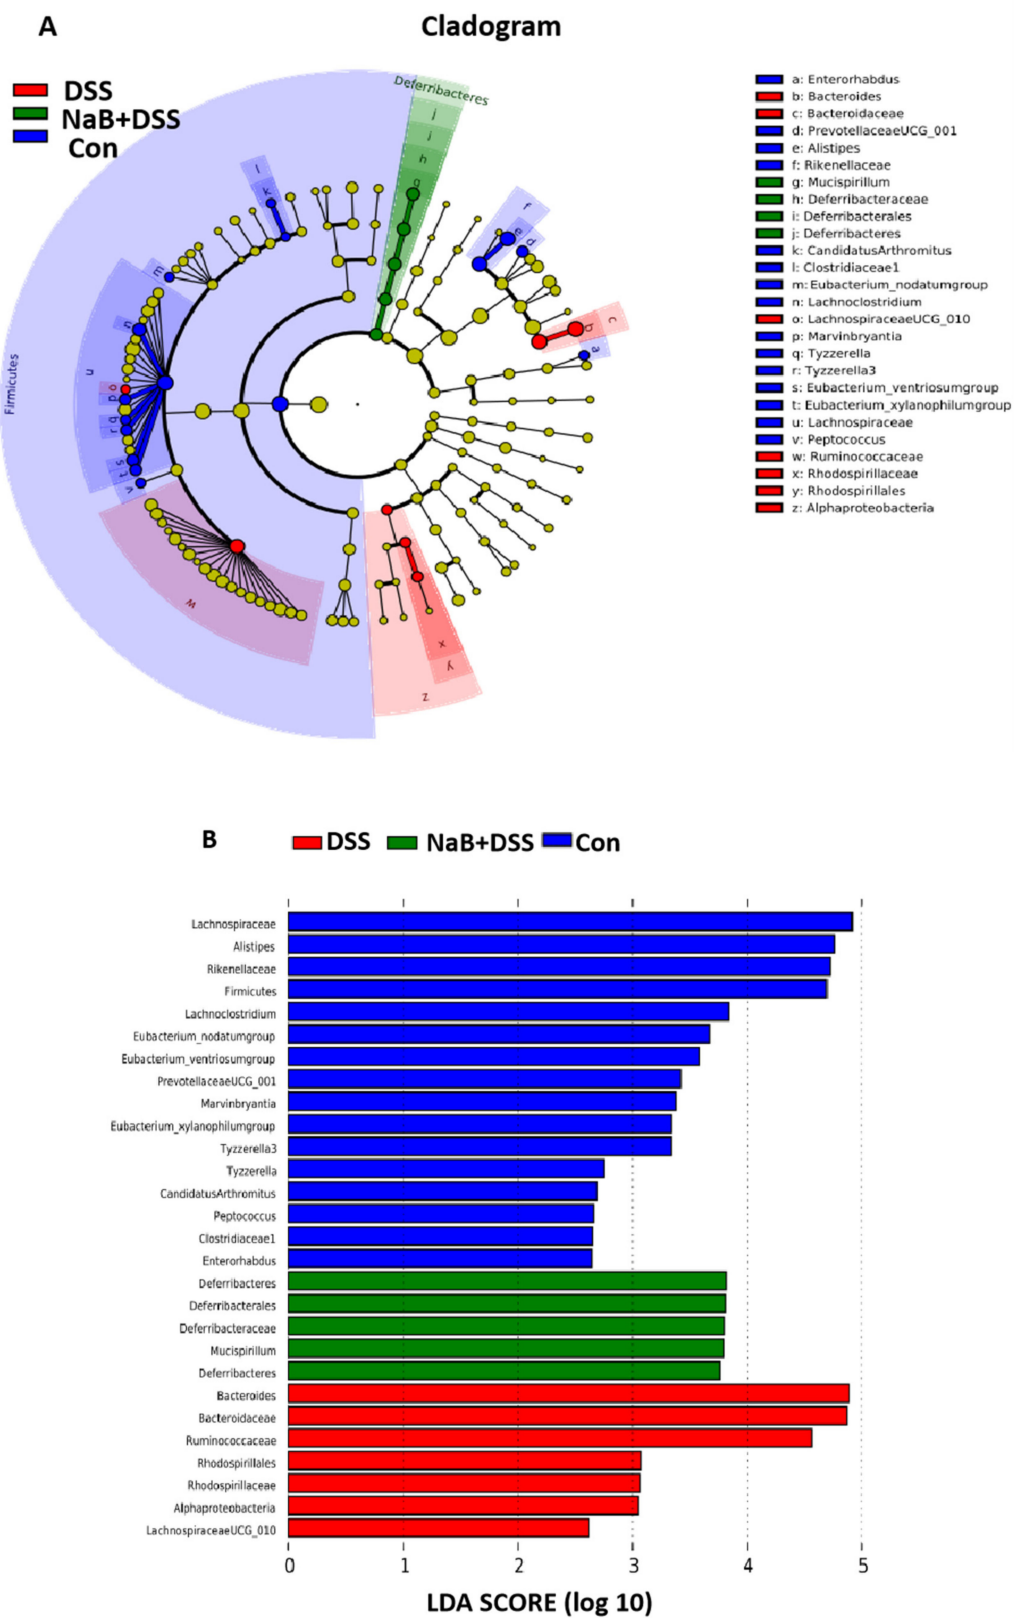 A
Cladogram
DSS
NaB+DSS
Con
Deferribacteres
j
j
h
g
l
k
f
e
d
c
b
a
m
n
u
o
p
q
r
s
t
v
w
x
y
z
Firmicutes
a: Enterorhabdus
b: Bacteroides
c: Bacteroidaceae
d: PrevotellaceaeUCG_001
e: Alistipes
f: Rikenellaceae
g: Mucispirillum
h: Deferribacteraceae
i: Deferribacterales
j: Deferribacteres
k: CandidatusArthromitus
l: Clostridiaceae1
m: Eubacterium_nodatumgroup
n: Lachnoclostridium
o: LachnospiraceaeUCG_010
p: Marvinbryantia
q: Tyzzerella
r: Tyzzerella3
s: Eubacterium_ventriosumgroup
t: Eubacterium_xylanophilumgroup
u: Lachnospiraceae
v: Peptococcus
w: Ruminococcaceae
x: Rhodospirillaceae
y: Rhodospirillales
z: Alphaproteobacteria
B
DSS NaB+DSS Con
Lachnospiraceae
Alistipes
Rikenellaceae
Firmicutes
Lachnoclostridium
Eubacterium_nodatumgroup
Eubacterium_ventriosumgroup
PrevotellaceaeUCG_001
Marvinbryantia
Eubacterium_xylanophilumgroup
Tyzzerella3
Tyzzerella
CandidatusArthromitus
Peptococcus
Clostridiaceae1
Enterorhabdus
Deferribacteres
Deferribacterales
Deferribacteraceae
Mucispirillum
Deferribacteres
Bacteroides
Bacteroidaceae
Ruminococcaceae
Rhodospirillales
Rhodospirillaceae
Alphaproteobacteria
LachnospiraceaeUCG_010
0 1 2 3 4 5
LDA SCORE (log 10)